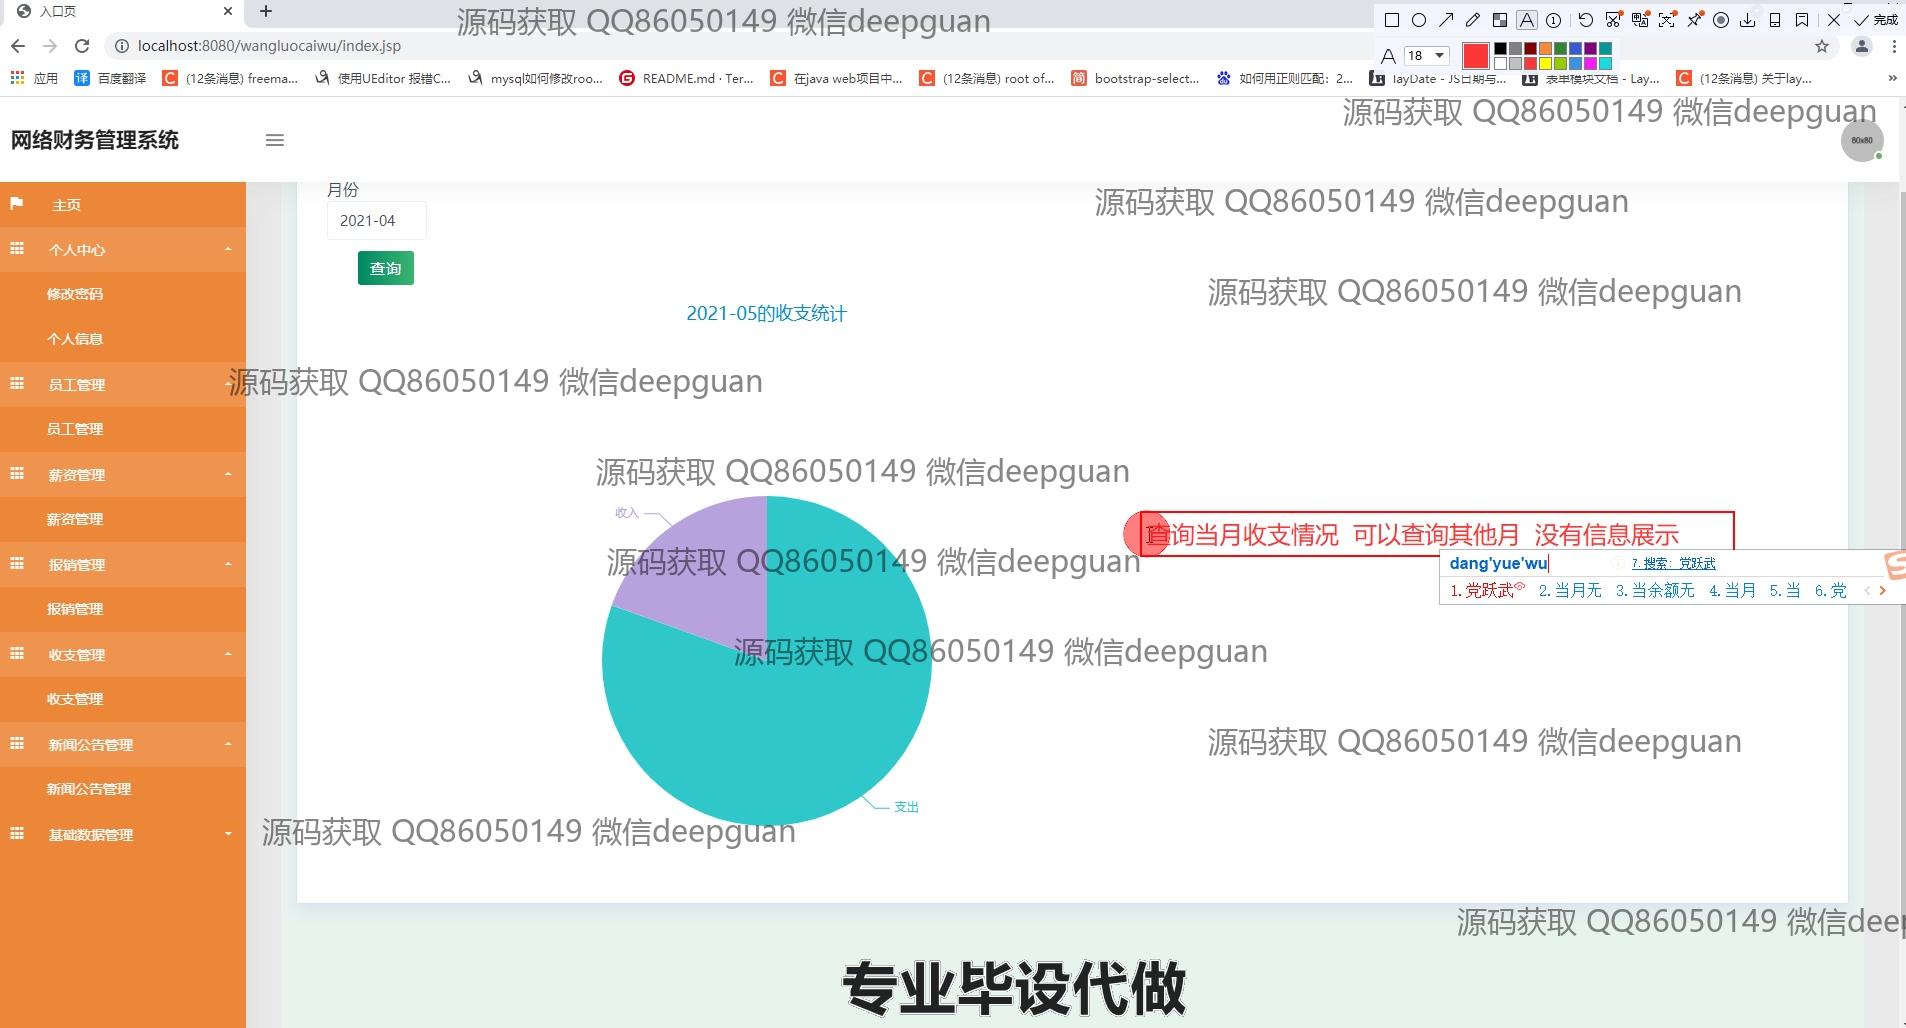 入口页
源码获取 QQ86050149 微信deepguan
完成
localhost:8080/wangluocaiwu/index.jsp
18
应用
百度翻译
(12条消息) freema...
使用UEditor 报错C...
mysql如何修改roo...
README.md · Ter...
在java web项目中...
(12条消息) root of...
bootstrap-select...
如何用正则匹配：2...
layDate - JS日期与...
表单模块文档 - Lay...
(12条消息) 关于lay...
源码获取 QQ86050149 微信deepguan
网络财务管理系统
80x80
主页
月份
源码获取 QQ86050149 微信deepguan
2021-04
个人中心
查询
修改密码
源码获取 QQ86050149 微信deepguan
2021-05的收支统计
个人信息
员工管理
源码获取 QQ86050149 微信deepguan
员工管理
薪资管理
源码获取 QQ86050149 微信deepguan
薪资管理
收入
查询当月收支情况 可以查询其他月 没有信息展示
报销管理
源码获取 QQ86050149 微信deepguan
dang'yue'wu
7.搜索：党跃武
1.党跃武 2.当月无 3.当余额无 4.当月 5.当 6.党
报销管理
收支管理
源码获取 QQ86050149 微信deepguan
收支管理
新闻公告管理
源码获取 QQ86050149 微信deepguan
新闻公告管理
支出
基础数据管理
源码获取 QQ86050149 微信deepguan
源码获取 QQ86050149 微信dee
专业毕设代做